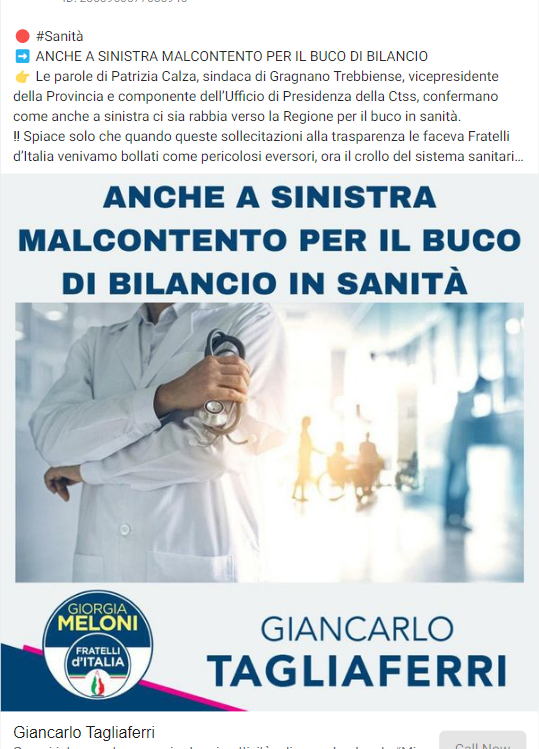 #Sanità
ANCHE A SINISTRA MALCONTENTO PER IL BUCO DI BILANCIO
Le parole di Patrizia Calza, sindaca di Gragnano Trebbiense, vicepresidente
della Provincia e componente dell'Ufficio di Presidenza della Ctss, confermano
come anche a sinistra ci sia rabbia verso la Regione per il buco in sanità.
‼ Spiace solo che quando queste sollecitazioni alla trasparenza le faceva Fratelli
d'Italia venivamo bollati come pericolosi eversori, ora il crollo del sistema sanitari...
ANCHE A SINISTRA
MALCONTENTO PER IL BUCO
DI BILANCIO IN SANITÀ
GIORGIA
MELONI
FRATELLI
d'ITALIA
GIANCARLO
TAGLIAFERRI
Giancarlo Tagliaferri
Call Now